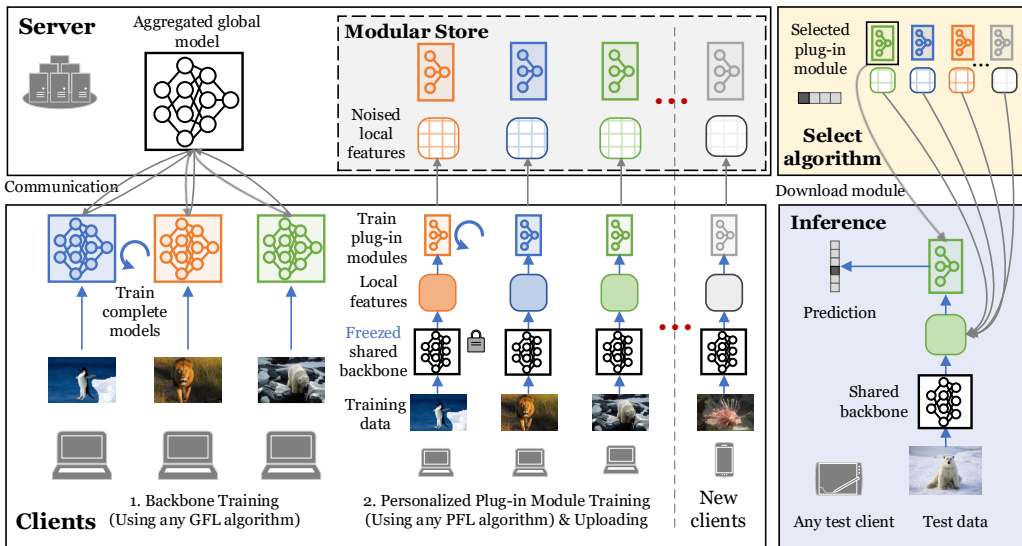 Server
Aggregated global
model
Modular Store
Noised
local
features
Selected
plug-in
module
Select
algorithm
Communication
Download module
Train
complete
models
Train
plug-in
modules
Local
features
Freezed
shared
backbone
Training
data
Inference
Prediction
Shared
backbone
Clients
1. Backbone Training
(Using any GFL algorithm)
2. Personalized Plug-in Module Training
(Using any PFL algorithm) & Uploading
New
clients
Any test client
Test data